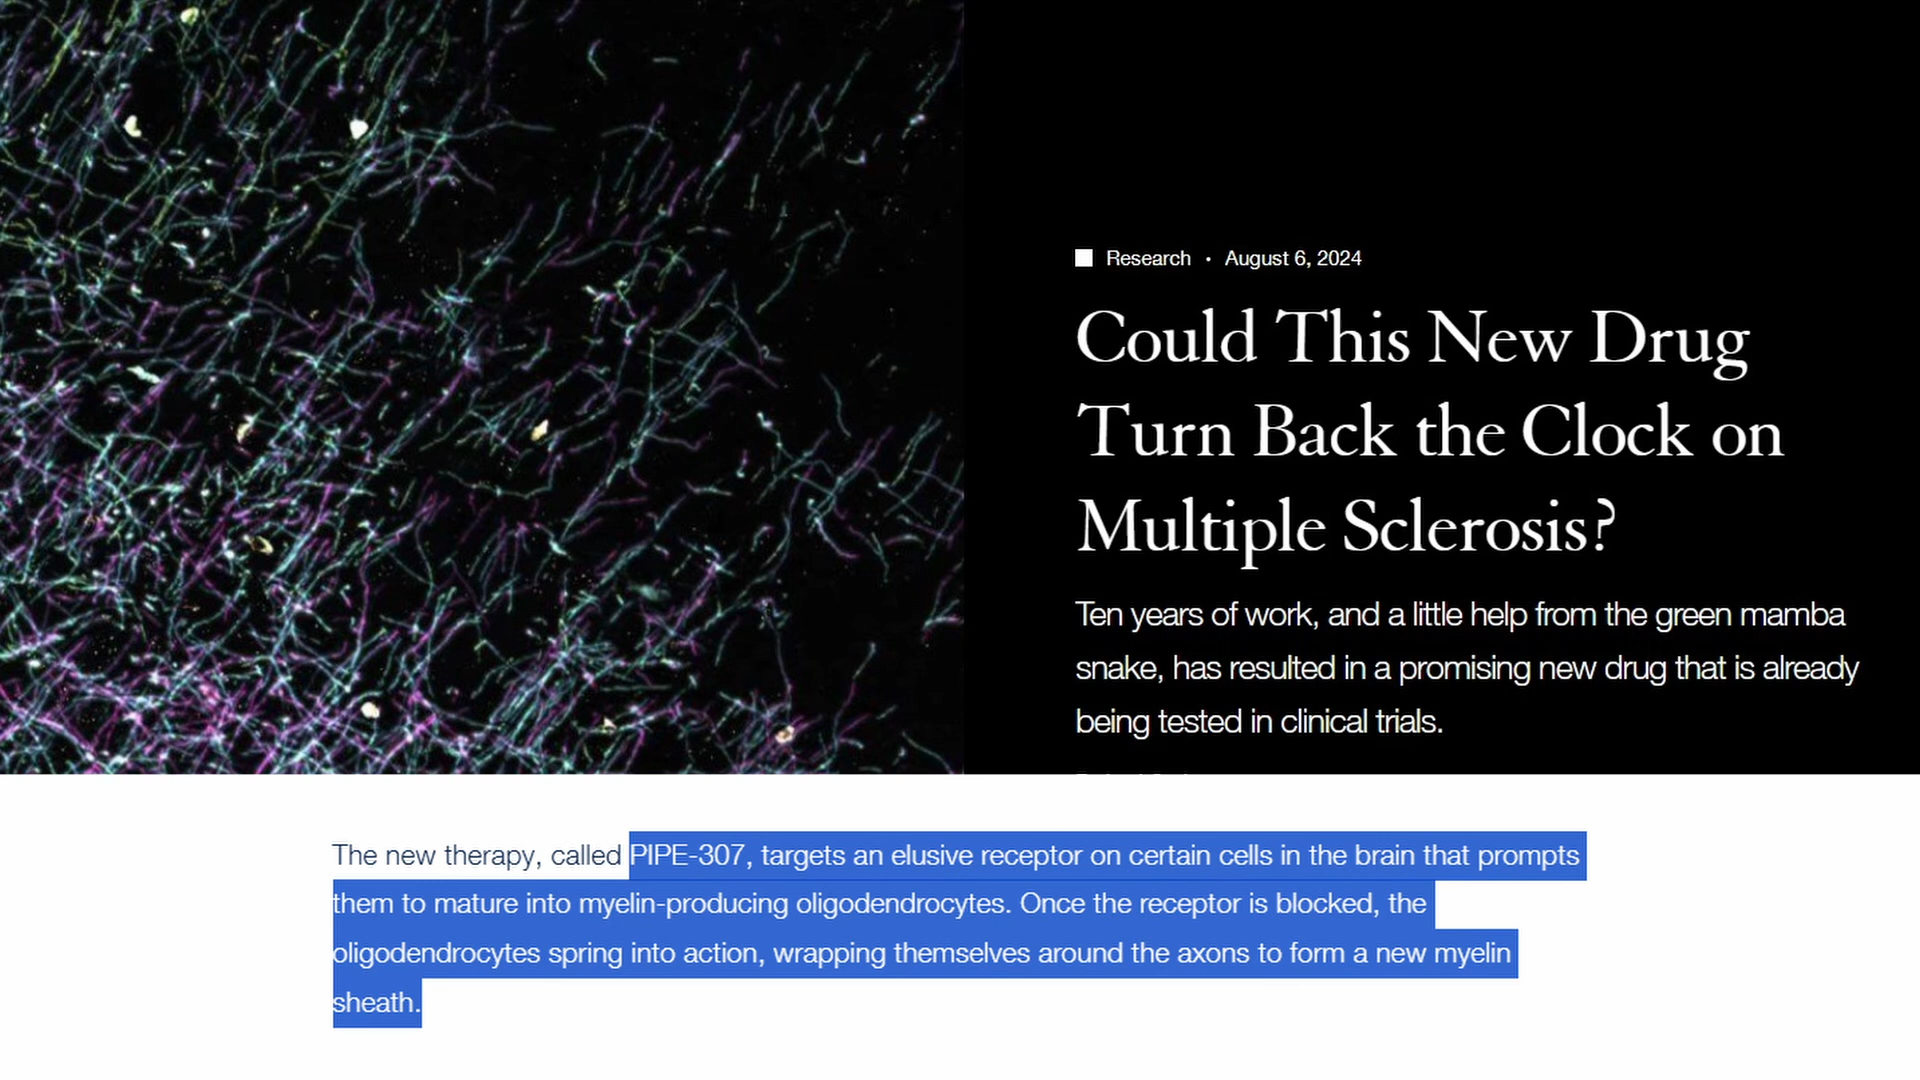 Research • August 6, 2024
Could This New Drug
Turn Back the Clock on
Multiple Sclerosis?
Ten years of work, and a little help from the green mamba
snake, has resulted in a promising new drug that is already
being tested in clinical trials.
The new therapy, called PIPE-307, targets an elusive receptor on certain cells in the brain that prompts
them to mature into myelin-producing oligodendrocytes. Once the receptor is blocked, the
oligodendrocytes spring into action, wrapping themselves around the axons to form a new myelin
sheath.